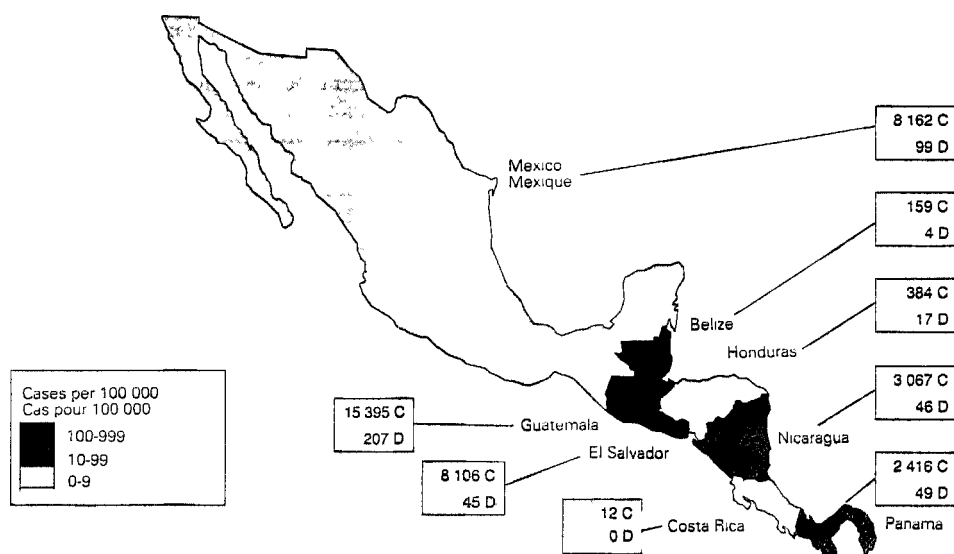 8 162 C
99 D
Mexico
Mexique
159 C
4 D
Belize
384 C
17 D
Honduras
Cases per 100 000
Cas pour 100 000
100-999
10-99
0-9
15 395 C
207 D
Guatemala
3 067 C
46 D
Nicaragua
El Salvador
8 106 C
45 D
2 416 C
49 D
Panama
12 C
0 D
Costa Rica